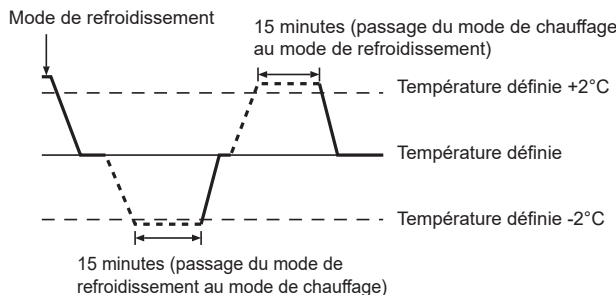 Mode de refroidissement
15 minutes (passage du mode de chauffage
au mode de refroidissement)
Température définie +2°C
Température définie
Température définie -2°C
15 minutes (passage du mode de
refroidissement au mode de chauffage)